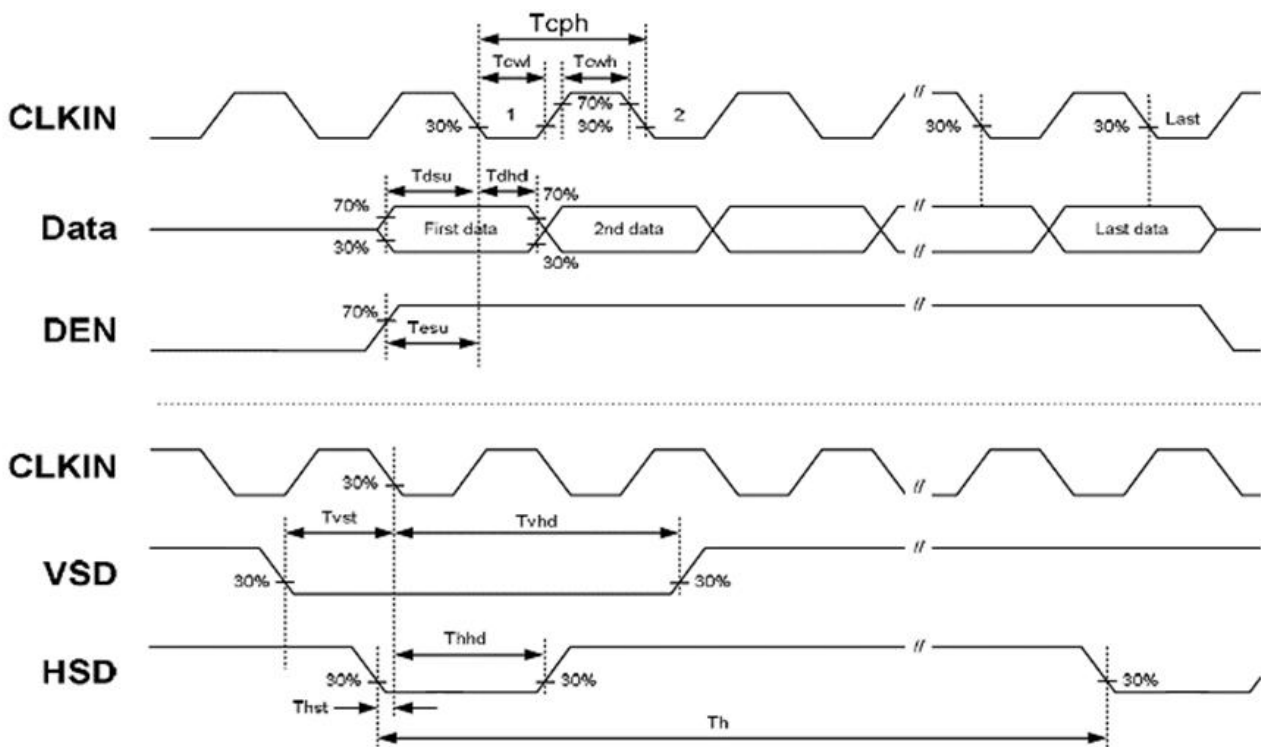 Tcph
Tcwl Tcwh
CLKIN 30% 1 70% 30% 2 // 30% 30% Last
Tdsu Tdhd
70% 70%
Data First data 2nd data // Last data
30% 30%
DEN 70% Tesu //
CLKIN 30% //
Tvst Tvhd
VSD 30% 30% //
Thhd
HSD 30% 30% // 30%
Thst
Th